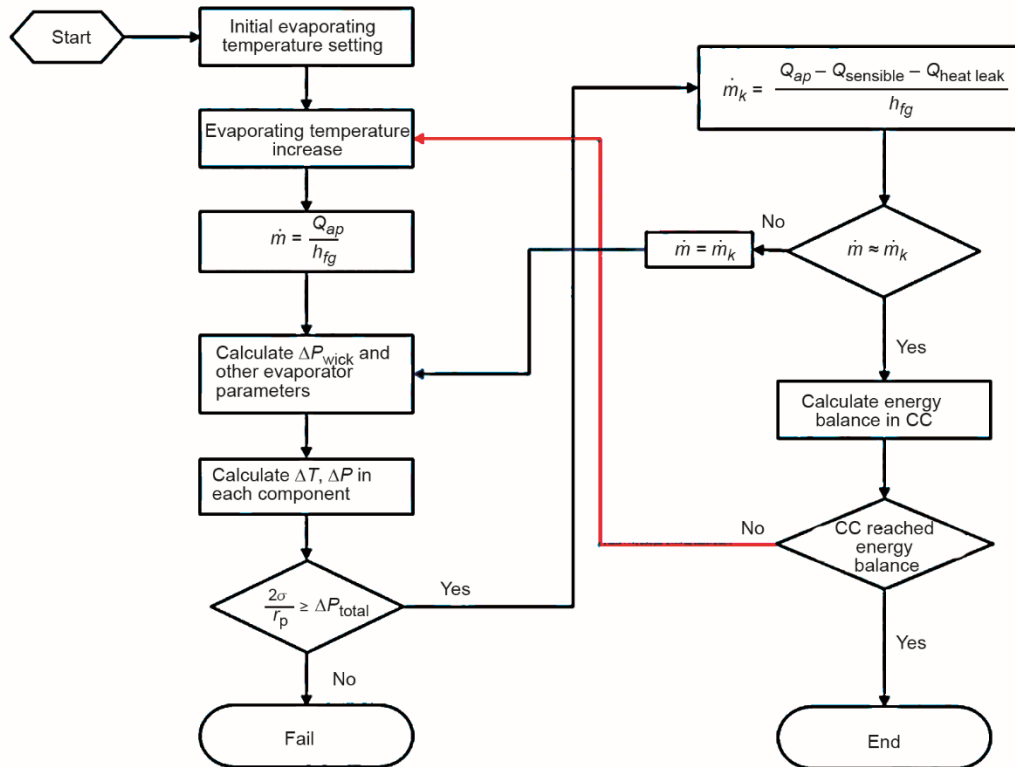 Start
Initial evaporating
temperature setting
Evaporating temperature
increase
ṁ = Q_ap / h_fg
Calculate ΔP_wick and
other evaporator
parameters
Calculate ΔT, ΔP in
each component
2σ / r_p ≥ ΔP_total
Yes
No
Fail
ṁ_k = (Q_ap − Q_sensible − Q_heat leak) / h_fg
ṁ ≈ ṁ_k
No
ṁ = ṁ_k
Yes
Calculate energy
balance in CC
CC reached
energy
balance
No
Yes
End